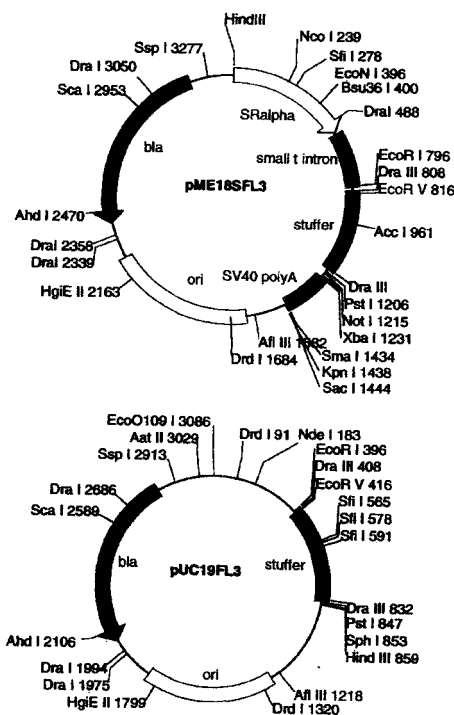 HindIII
Nco I 239
Sfi I 278
EcoN I 396
Bsu36 I 400
DraI 488
Ssp I 3277
Dra I 3050
Sca I 2953
SRalpha
small t intron
bla
pME18SFL3
EcoR I 796
Dra III 808
EcoR V 816
stuffer
Acc I 961
Ahd I 2470
DraI 2358
DraI 2339
ori
SV40 polyA
HgiE II 2163
Dra III
Pst I 1206
Not I 1215
Xba I 1231
Afl III
Drd I 1684
Sma I 1434
Kpn I 1438
Sac I 1444
EcoO109 I 3086
Aat II 3029
Ssp I 2913
Drd I 91
Nde I 183
EcoR I 396
Dra III 408
EcoR V 416
Dra I 2686
Sca I 2589
Sfi I 565
Sfi I 578
Sfi I 591
bla
pUC19FL3
stuffer
Dra III 832
Pst I 847
Sph I 853
Hind III 859
Ahd I 2106
Dra I 1994
Dra I 1975
HgiE II 1799
ori
Afl III 1218
Drd I 1320